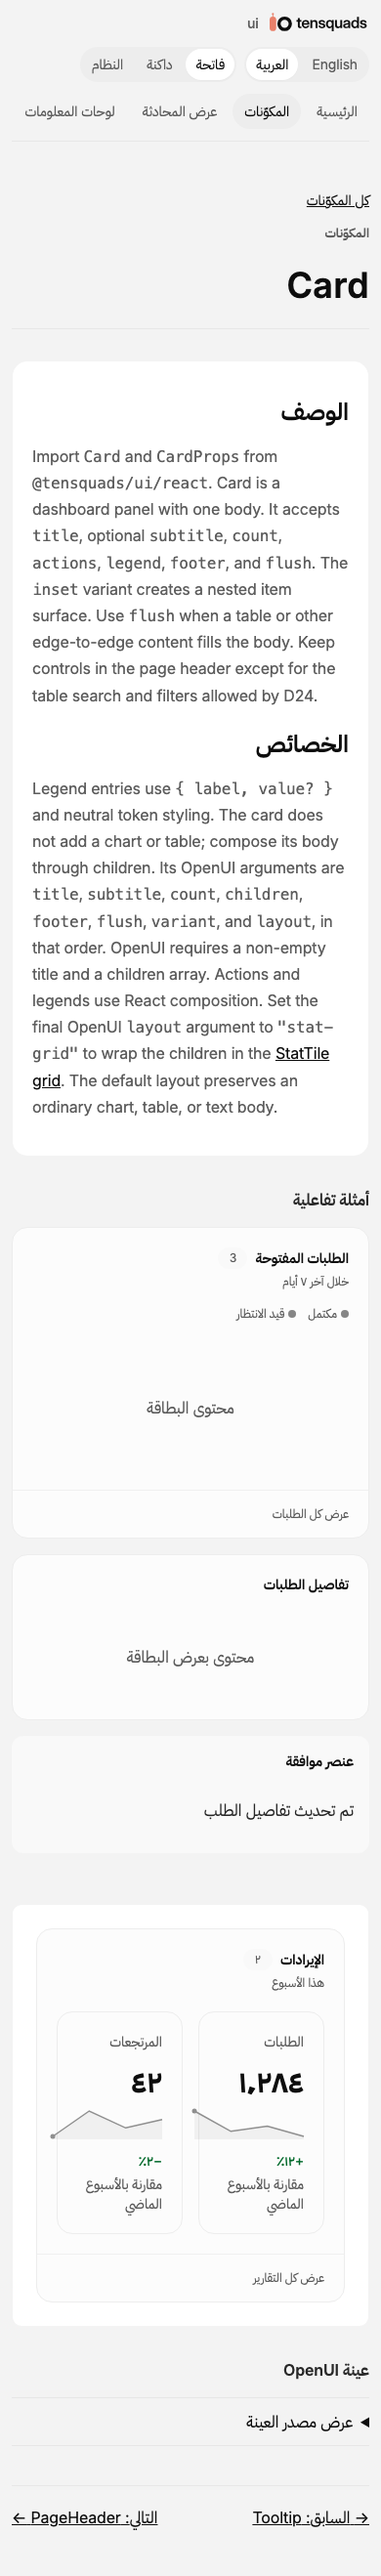 tensquads ui
English العربية فاتحة داكنة النظام
الرئيسية المكوّنات عرض المحادثة لوحات المعلومات
كل المكوّنات
المكوّنات
Card
الوصف
Import Card and CardProps from
@tensquads/ui/react. Card is a
dashboard panel with one body. It accepts
title, optional subtitle, count,
actions, legend, footer, and flush. The
inset variant creates a nested item
surface. Use flush when a table or other
edge-to-edge content fills the body. Keep
controls in the page header except for the
table search and filters allowed by D24.
الخصائص
Legend entries use { label, value? }
and neutral token styling. The card does
not add a chart or table; compose its body
through children. Its OpenUI arguments are
title, subtitle, count, children,
footer, flush, variant, and layout, in
that order. OpenUI requires a non-empty
title and a children array. Actions and
legends use React composition. Set the
final OpenUI layout argument to "stat-
grid" to wrap the children in the StatTile
grid. The default layout preserves an
ordinary chart, table, or text body.
أمثلة تفاعلية
الطلبات المفتوحة 3
خلال آخر ٧ أيام
مكتمل قيد الانتظار
محتوى البطاقة
عرض كل الطلبات
تفاصيل الطلبات
محتوى بعرض البطاقة
عنصر موافقة
تم تحديث تفاصيل الطلب
الإيرادات ٢
هذا الأسبوع
الطلبات
١٬٢٨٤
+١٢٪
مقارنة بالأسبوع
الماضي
المرتجعات
٤٢
−٢٪
مقارنة بالأسبوع
الماضي
عرض كل التقارير
عينة OpenUI
عرض مصدر العينة
→ السابق: Tooltip
التالي: PageHeader ←